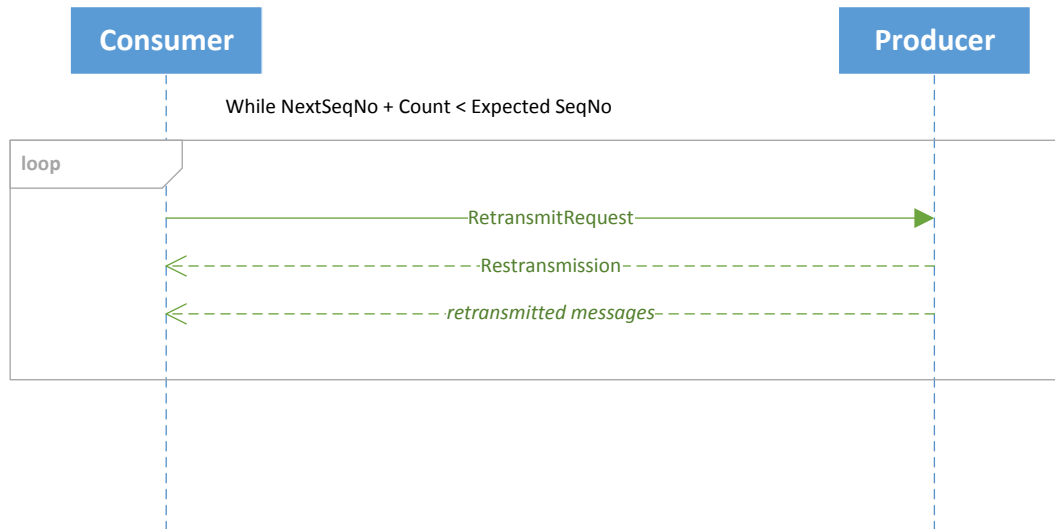 Consumer
Producer
While NextSeqNo + Count < Expected SeqNo
loop
RetransmitRequest
Restransmission
retransmitted messages